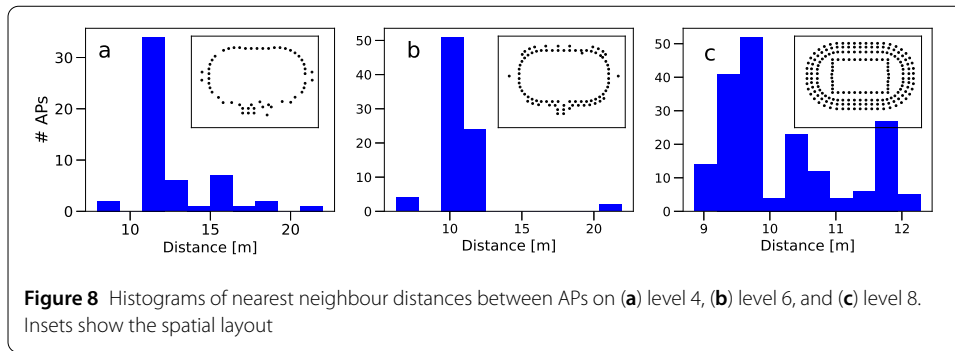 a
b
c
# APs
30
20
10
0
10
15
20
Distance [m]
50
40
30
20
10
0
10
15
20
Distance [m]
50
40
30
20
10
0
9
10
11
12
Distance [m]
Figure 8 Histograms of nearest neighbour distances between APs on (a) level 4, (b) level 6, and (c) level 8.
Insets show the spatial layout